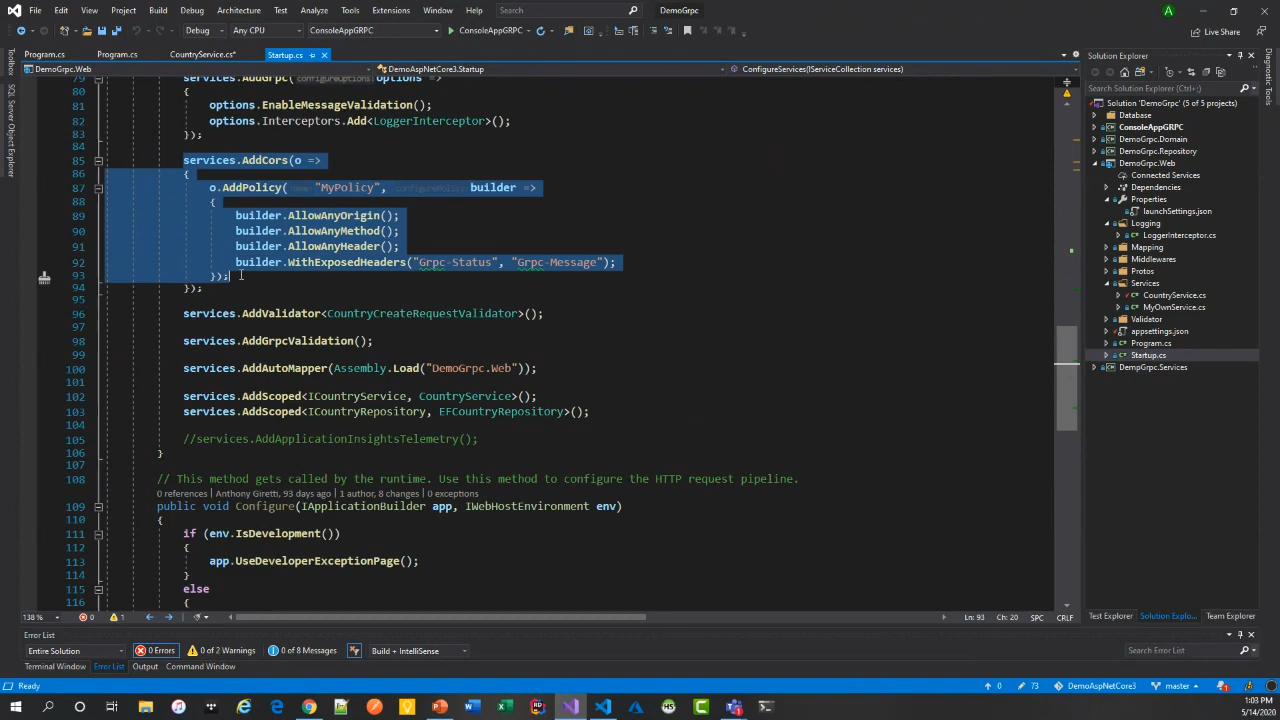 File Edit View Project Build Debug Architecture Test Analyze Tools Extensions Window Help Search DemoGrpc A
Debug Any CPU ConsoleAppGRPC ConsoleAppGRPC Live Share
Program.cs Program.cs CountryService.cs* Startup.cs
DemoGrpc.Web DemoAspNetCore3.Startup ConfigureServices(IServiceCollection services)
Toolbox
SQL Server Object Explorer
79 services.AddGrpc(configureOptions options =>
80 {
81 options.EnableMessageValidation();
82 options.Interceptors.Add<LoggerInterceptor>();
83 });
84
85 services.AddCors(o =>
86 {
87 o.AddPolicy(name: "MyPolicy", configurePolicy: builder =>
88 {
89 builder.AllowAnyOrigin();
90 builder.AllowAnyMethod();
91 builder.AllowAnyHeader();
92 builder.WithExposedHeaders("Grpc-Status", "Grpc-Message");
93 });
94 });
95
96 services.AddValidator<CountryCreateRequestValidator>();
97
98 services.AddGrpcValidation();
99
100 services.AddAutoMapper(Assembly.Load("DemoGrpc.Web"));
101
102 services.AddScoped<ICountryService, CountryService>();
103 services.AddScoped<ICountryRepository, EFCountryRepository>();
104
105 //services.AddApplicationInsightsTelemetry();
106 }
107
108 // This method gets called by the runtime. Use this method to configure the HTTP request pipeline.
0 references | Anthony Giretti, 93 days ago | 1 author, 8 changes | 0 exceptions
109 public void Configure(IApplicationBuilder app, IWebHostEnvironment env)
110 {
111 if (env.IsDevelopment())
112 {
113 app.UseDeveloperExceptionPage();
114 }
115 else
116 {
138 % 0 1 Ln: 93 Ch: 20 SPC CRLF
Solution Explorer
Search Solution Explorer (Ctrl+;)
Solution 'DemoGrpc' (5 of 5 projects)
Database
ConsoleAppGRPC
DemoGrpc.Domain
DemoGrpc.Repository
DemoGrpc.Web
Connected Services
Dependencies
Properties
launchSettings.json
Logging
LoggerInterceptor.cs
Mapping
Middlewares
Protos
Services
CountryService.cs
MyOwnService.cs
Validator
appsettings.json
Program.cs
Startup.cs
DempGrpc.Services
Test Explorer Solution Explo... Team Explorer
Diagnostic Tools
Error List
Entire Solution 0 Errors 0 of 2 Warnings 0 of 8 Messages Build + IntelliSense Search Error List
Terminal Window Error List Output Command Window
Ready 0 73 DemoAspNetCore3 master 1
1:03 PM
5/14/2020